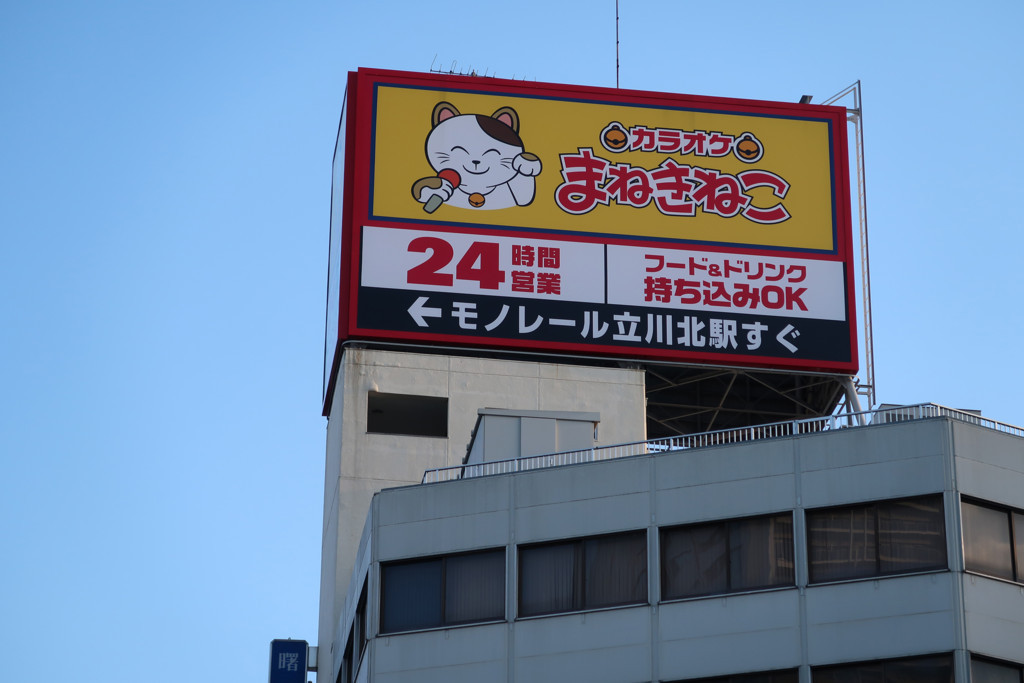 カラオケ
まねきねこ
24時間営業
フード&ドリンク
持ち込みOK
←モノレール立川北駅すぐ
曙